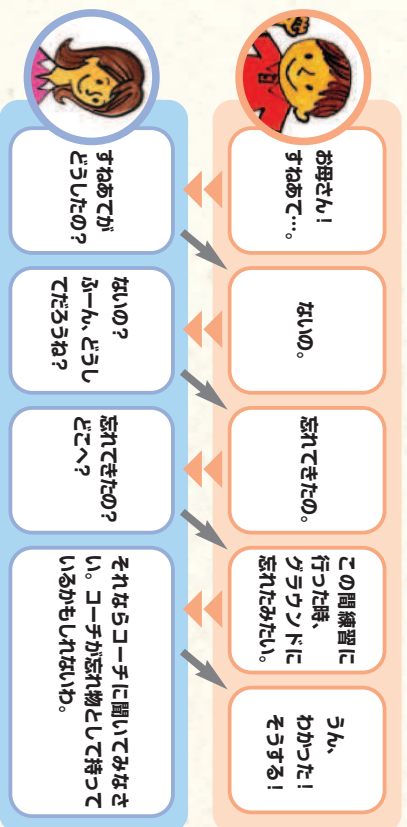 お母さん！
すねあて…。
すねあてが
どうしたの？
ないの。
ないの？
ふーん、どうし
てだろうね？
忘れてきたの。
忘れてきたの？
どこへ？
この間練習に
行った時、
グラウンドに
忘れたみたい。
それならコーチに聞いてみなさ
い。コーチが忘れ物として持って
いるかもしれないわ。
うん、
わかった！
そうする！